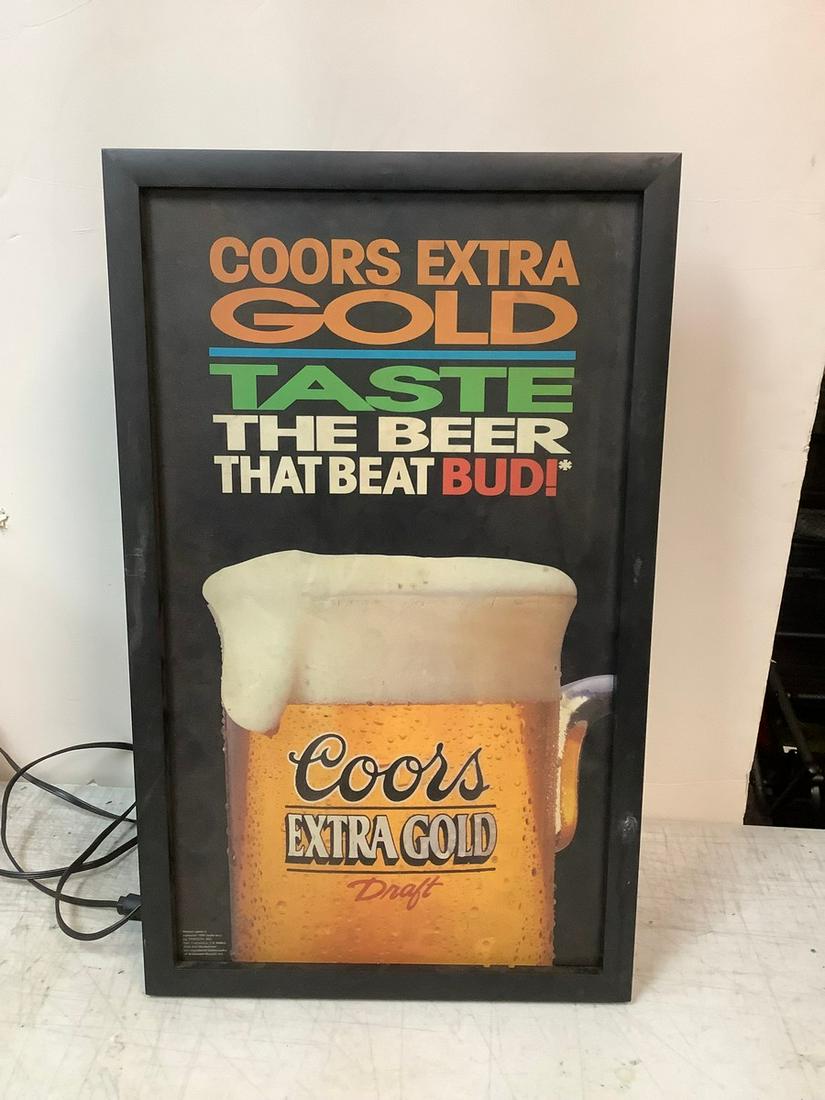 COORS EXTRA
GOLD
TASTE
THE BEER
THAT BEAT BUD!*
Coors
EXTRA GOLD
Draft